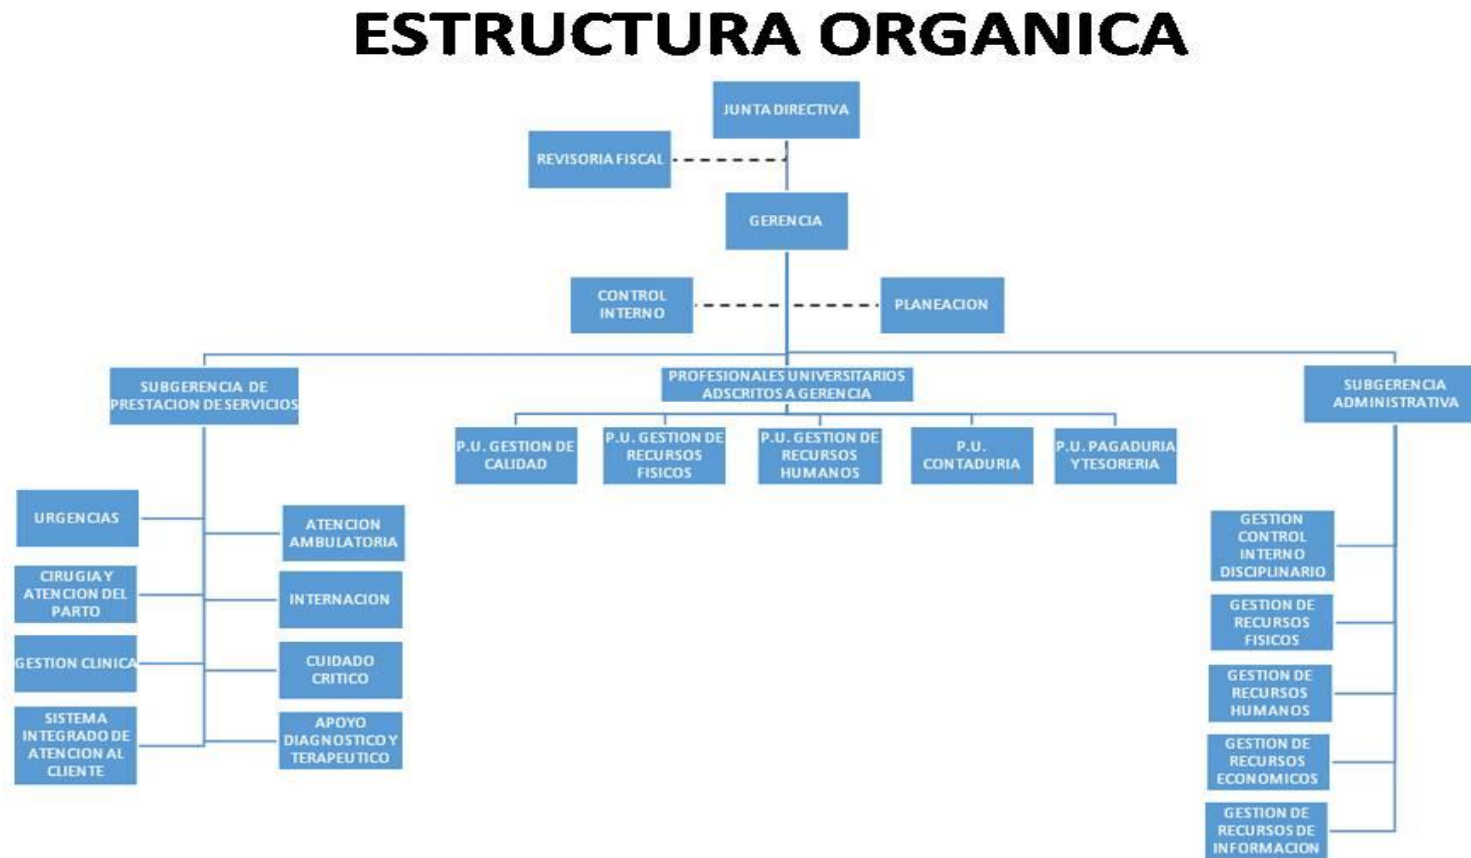 ESTRUCTURA ORGANICA
JUNTA DIRECTIVA
REVISORIA FISCAL
GERENCIA
CONTROL
INTERNO
PLANEACION
SUBGERENCIA DE
PRESTACION DE SERVICIOS
PROFESIONALES UNIVERSITARIOS
ADSCRITOS A GERENCIA
SUBGERENCIA
ADMINISTRATIVA
P.U. GESTION DE
CALIDAD
P.U. GESTION DE
RECURSOS
FISICOS
P.U. GESTION DE
RECURSOS
HUMANOS
P.U.
CONTADURIA
P.U. PAGADURIA
Y TESORERIA
URGENCIAS
ATENCION
AMBULATORIA
CIRUGIA Y
ATENCION DEL
PARTO
INTERNACION
GESTION CLINICA
CUIDADO
CRITICO
SISTEMA
INTEGRADO DE
ATENCION AL
CLIENTE
APOYO
DIAGNOSTICO Y
TERAPEUTICO
GESTION
CONTROL
INTERNO
DISCIPLINARIO
GESTION DE
RECURSOS
FISICOS
GESTION DE
RECURSOS
HUMANOS
GESTION DE
RECURSOS
ECONOMICOS
GESTION DE
RECURSOS DE
INFORMACION